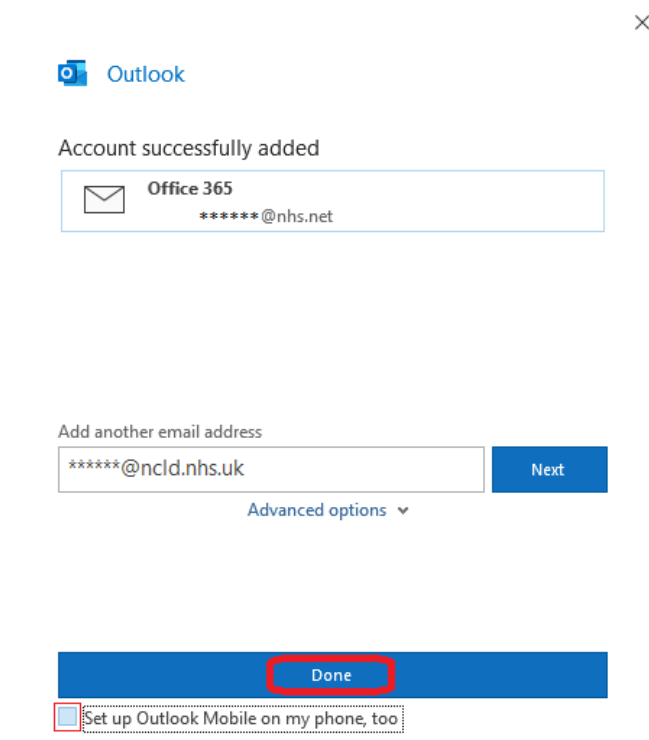 Outlook
Account successfully added
Office 365
******@nhs.net
Add another email address
******@ncld.nhs.uk
Next
Advanced options
Done
Set up Outlook Mobile on my phone, too